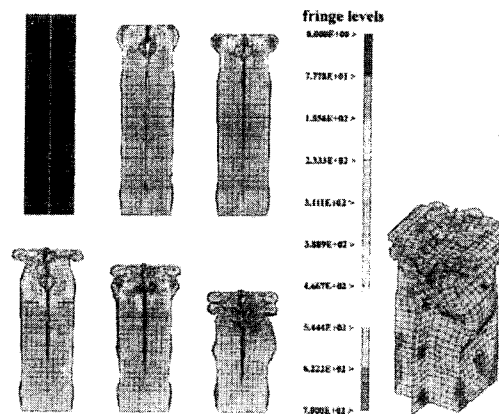 fringe levels
0.000E+00
7.778E+01 >
1.556E+02 >
2.333E+02 >
3.111E+02 >
3.889E+02 >
4.667E+02 >
5.444E+02 >
6.222E+02 >
7.000E+02 >